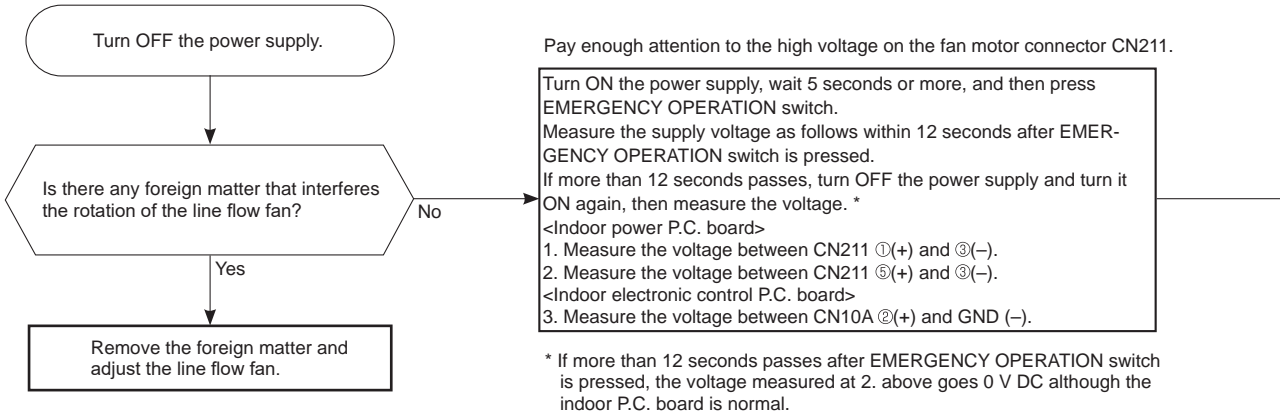 Turn OFF the power supply.
Is there any foreign matter that interferes
the rotation of the line flow fan?
No
Yes
Remove the foreign matter and
adjust the line flow fan.
Pay enough attention to the high voltage on the fan motor connector CN211.
Turn ON the power supply, wait 5 seconds or more, and then press
EMERGENCY OPERATION switch.
Measure the supply voltage as follows within 12 seconds after EMER-
GENCY OPERATION switch is pressed.
If more than 12 seconds passes, turn OFF the power supply and turn it
ON again, then measure the voltage. *
<Indoor power P.C. board>
1. Measure the voltage between CN211 ①(+) and ③(–).
2. Measure the voltage between CN211 ⑤(+) and ③(–).
<Indoor electronic control P.C. board>
3. Measure the voltage between CN10A ②(+) and GND (–).
* If more than 12 seconds passes after EMERGENCY OPERATION switch
is pressed, the voltage measured at 2. above goes 0 V DC although the
indoor P.C. board is normal.